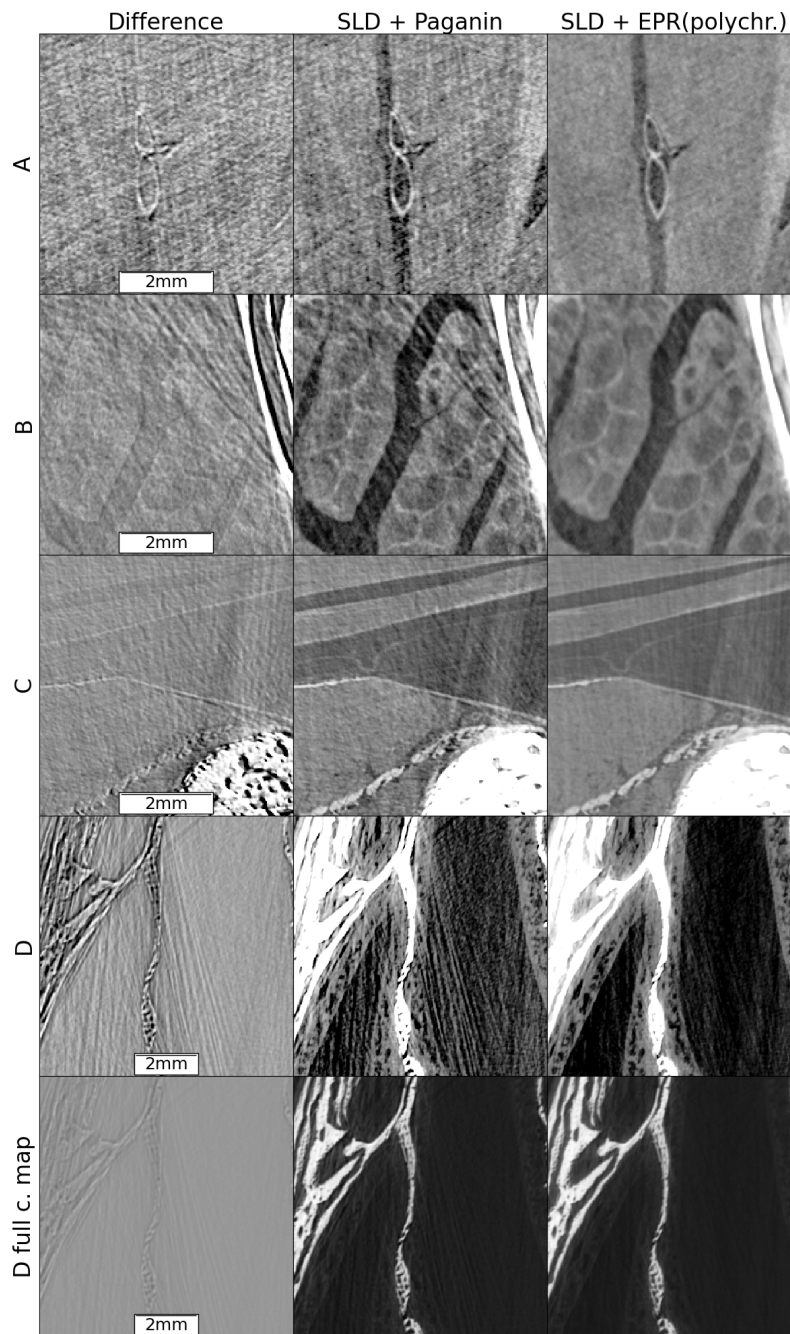 Difference SLD + Paganin SLD + EPR(polychr.)
A
2mm
B
2mm
C
2mm
D
2mm
D full c. map
2mm